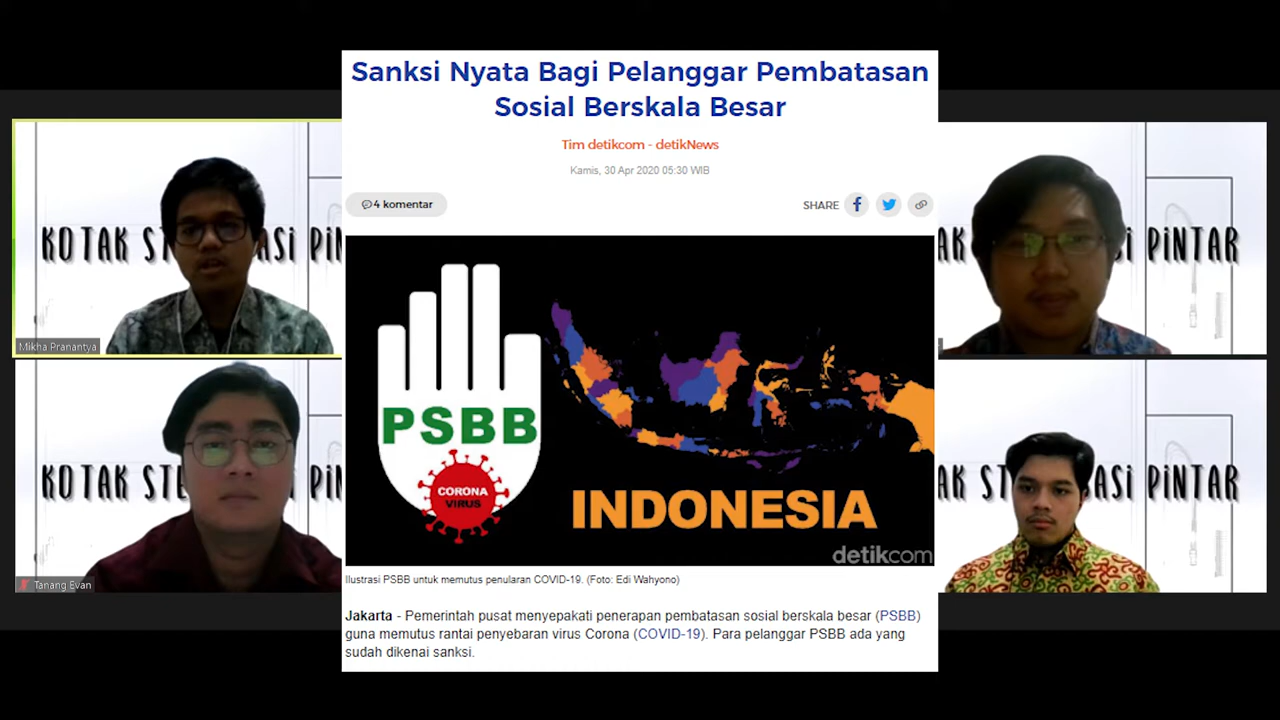 Sanksi Nyata Bagi Pelanggar Pembatasan
Sosial Berskala Besar
Tim detikcom - detikNews
Kamis, 30 Apr 2020 05:30 WIB
4 komentar
SHARE
PSBB
CORONA
VIRUS
INDONESIA
detikcom
Ilustrasi PSBB untuk memutus penularan COVID-19. (Foto: Edi Wahyono)
Jakarta - Pemerintah pusat menyepakati penerapan pembatasan sosial berskala besar (PSBB)
guna memutus rantai penyebaran virus Corona (COVID-19). Para pelanggar PSBB ada yang
sudah dikenai sanksi.
KOTAK
Mikha Pranantya
KOTAK
Tanang Evan
PiNTAR
PiNTAR